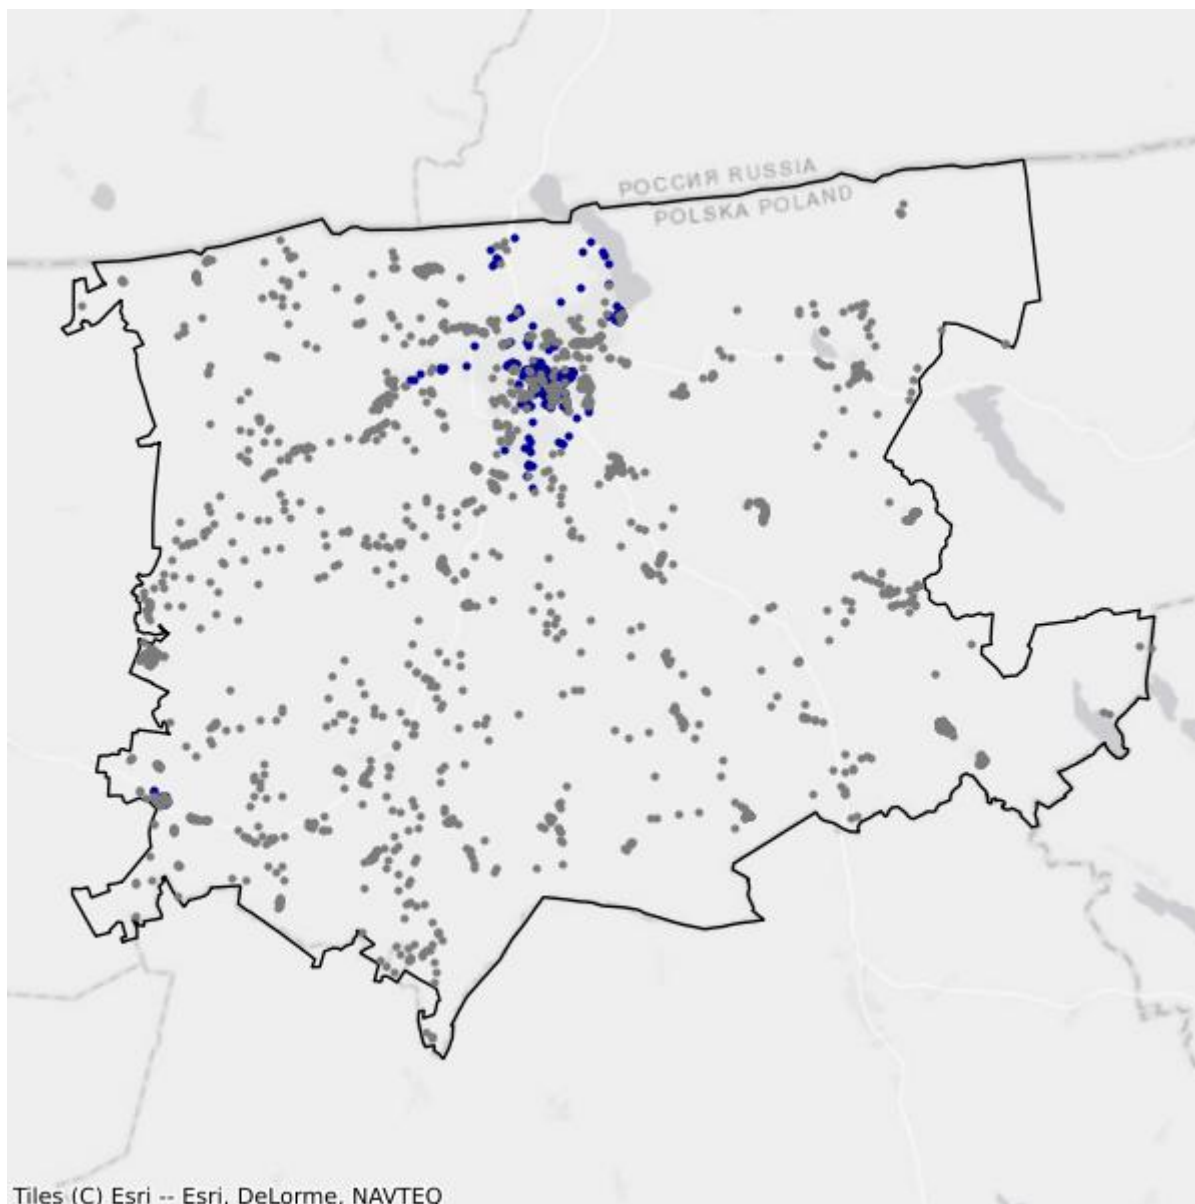 РОССИЯ RUSSIA
POLSKA POLAND
Tiles (C) Esri -- Esri, DeLorme, NAVTEQ